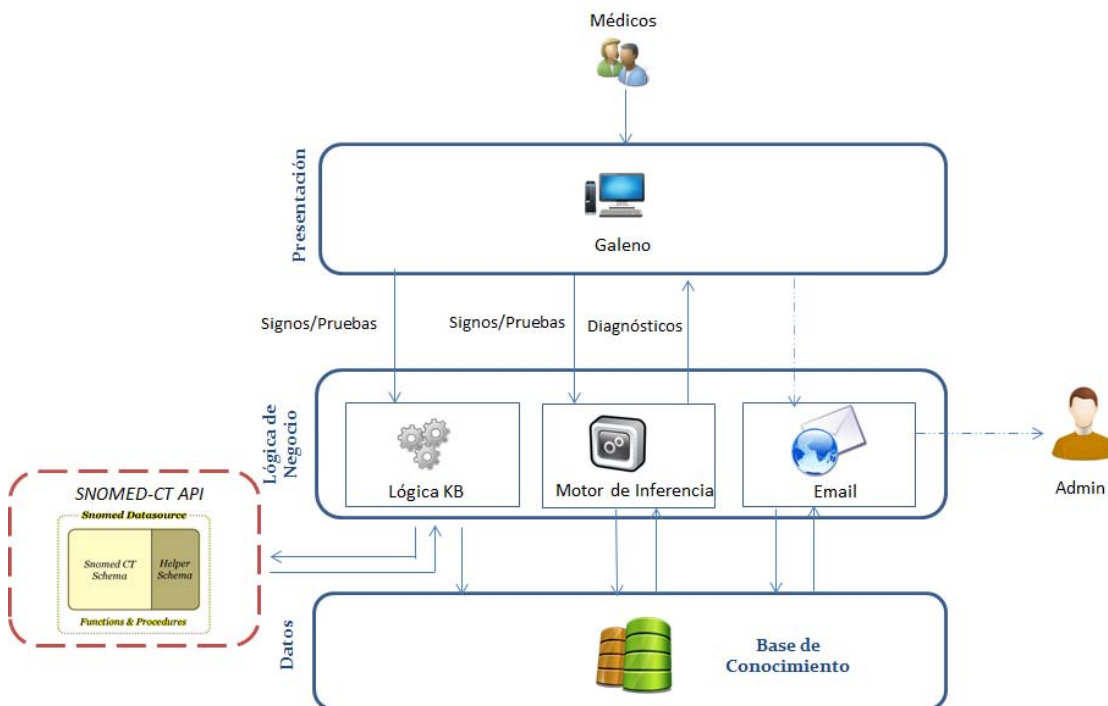 Médicos
Presentación
Galeno
Signos/Pruebas
Signos/Pruebas
Diagnósticos
Lógica de
Negocio
Lógica KB
Motor de Inferencia
Email
Admin
SNOMED-CT API
Snomed Datasource
Snomed CT
Schema
Helper
Schema
Functions & Procedures
Datos
Base de
Conocimiento